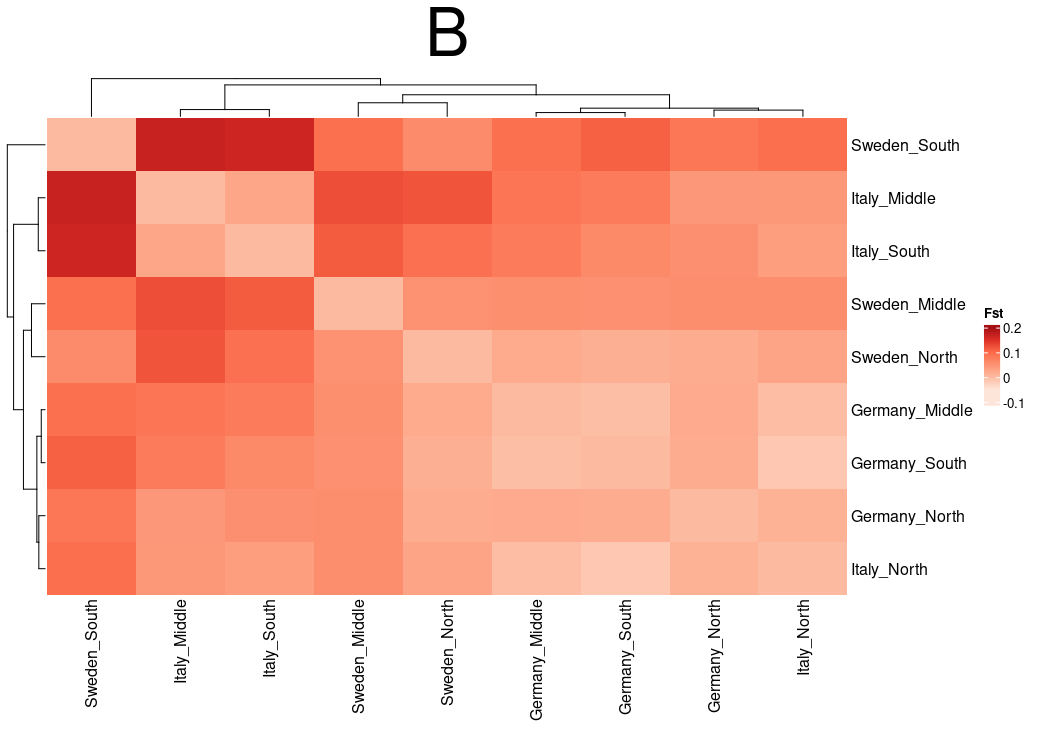 B
Sweden_South
Italy_Middle
Italy_South
Sweden_Middle
Sweden_North
Germany_Middle
Germany_South
Germany_North
Italy_North
Fst
0.2
0.1
0
-0.1
Sweden_South
Italy_Middle
Italy_South
Sweden_Middle
Sweden_North
Germany_Middle
Germany_South
Germany_North
Italy_North